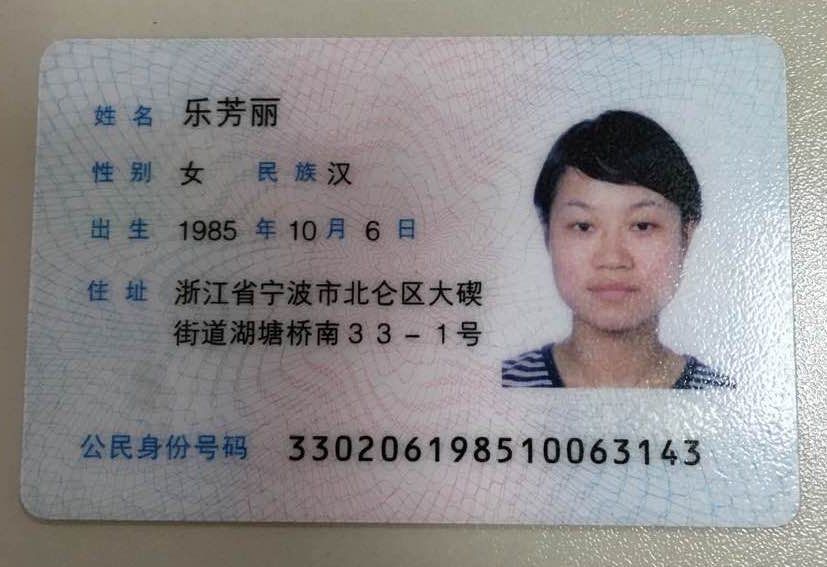 姓名 乐芳丽
性别 女 民族 汉
出生 1985 年 10 月 6 日
住址 浙江省宁波市北仑区大碶
街道湖塘桥南33-1号
公民身份号码 330206198510063143